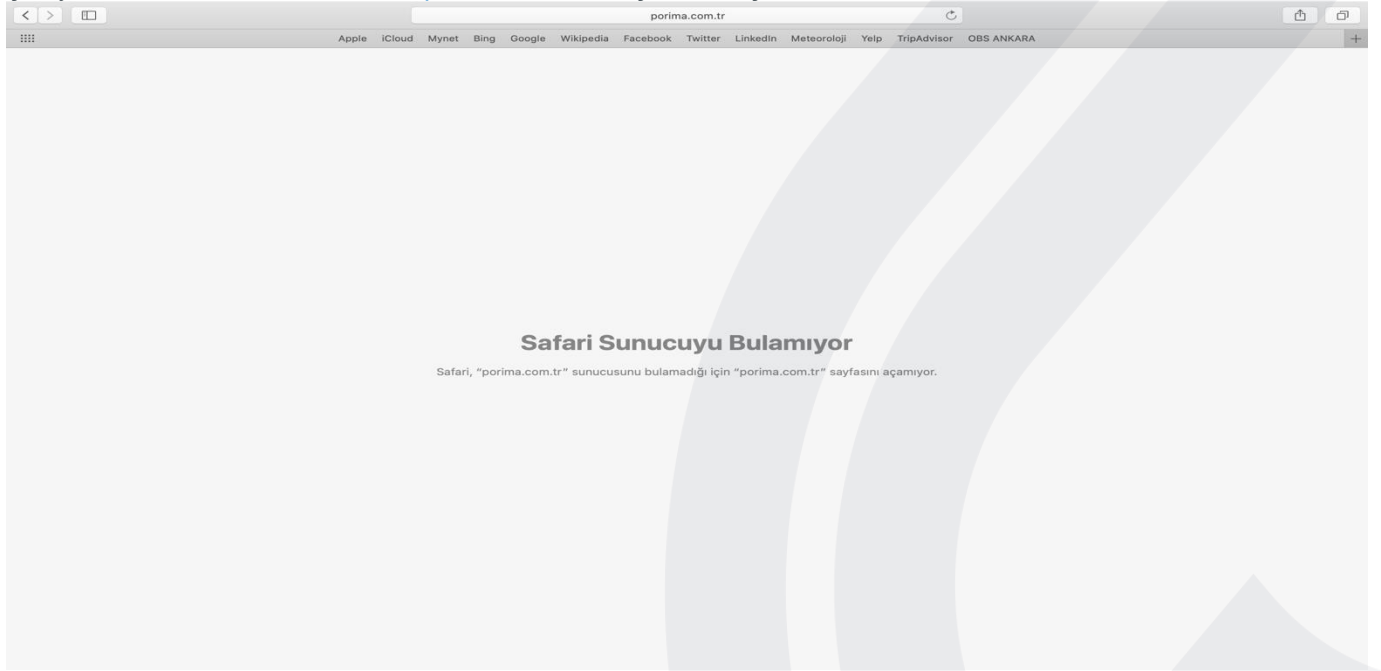 porima.com.tr
Apple iCloud Mynet Bing Google Wikipedia Facebook Twitter LinkedIn Meteoroloji Yelp TripAdvisor OBS ANKARA
Safari Sunucuyu Bulamıyor
Safari, “porima.com.tr” sunucusunu bulamadığı için “porima.com.tr” sayfasını açamıyor.